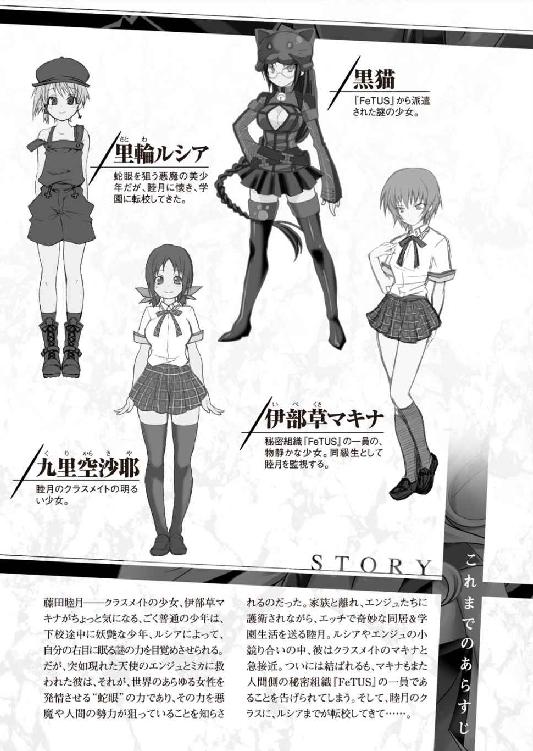 黒猫
『FeTUS』から派遣
された謎の少女。
さとわ
里輪ルシア
蛇眼を狙う悪魔の美少
年だが、睦月に懐き、学
園に転校してきた。
いべくさ
伊部草マキナ
秘密組織『FeTUS』の一員の、
物静かな少女。同級生として
睦月を監視する。
くりからさや
九里空沙耶
睦月のクラスメイトの明る
い少女。
STORY
これまでのあらすじ
藤田睦月――クラスメイトの少女、伊部草マ
キナがちょっと気になる、ごく普通の少年は、
下校途中に妖艶な少年、ルシアによって、
自分の右目に眠る謎の力を目覚めさせられる。
だが、突如現れた天使のエンジュとミカに救
われた彼は、それが、世界のあらゆる女性を
発情させる“蛇眼”の力であり、その力を悪
魔や人間の勢力が狙っていることを知らさ
れるのだった。家族と離れ、エンジュたちに
護衛されながら、エッチで奇妙な同居&学
園生活を送る睦月。ルシアやエンジュの小
競り合いの中、彼はクラスメイトのマキナと
急接近。ついには結ばれるも、マキナもまた
人間側の秘密組織『FeTUS』の一員であ
ることを告げられてしまう。そして、睦月のク
ラスに、ルシアまでが転校してきて……。